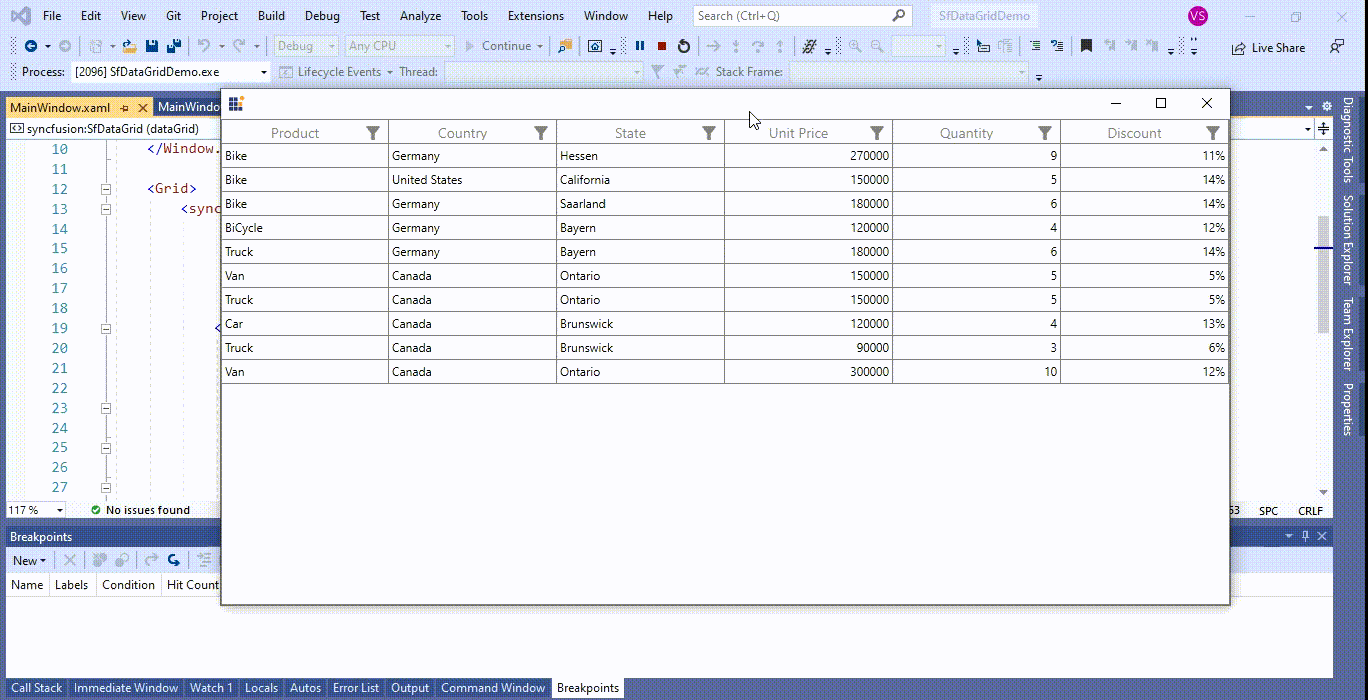 File Edit View Git Project Build Debug Test Analyze Tools Extensions Window Help Search (Ctrl+Q) SfDataGridDemo VS
Debug Any CPU Continue Live Share
Process: [2096] SfDataGridDemo.exe Lifecycle Events Thread: Stack Frame:
MainWindow.xaml MainWindo
syncfusion:SfDataGrid (dataGrid)
Product Country State Unit Price Quantity Discount
Bike Germany Hessen 270000 9 11%
Bike United States California 150000 5 14%
Bike Germany Saarland 180000 6 14%
BiCycle Germany Bayern 120000 4 12%
Truck Germany Bayern 180000 6 14%
Van Canada Ontario 150000 5 5%
Truck Canada Ontario 150000 5 5%
Car Canada Brunswick 120000 4 13%
Truck Canada Brunswick 90000 3 6%
Van Canada Ontario 300000 10 12%
10 </Window.
11
12 <Grid>
13 <sync
14
15
16
17
18
19 <
20
21
22
23
24
25
26
27
117 % No issues found 53 SPC CRLF
Diagnostic Tools
Solution Explorer
Team Explorer
Properties
Breakpoints
New
Name Labels Condition Hit Count
Call Stack Immediate Window Watch 1 Locals Autos Error List Output Command Window Breakpoints